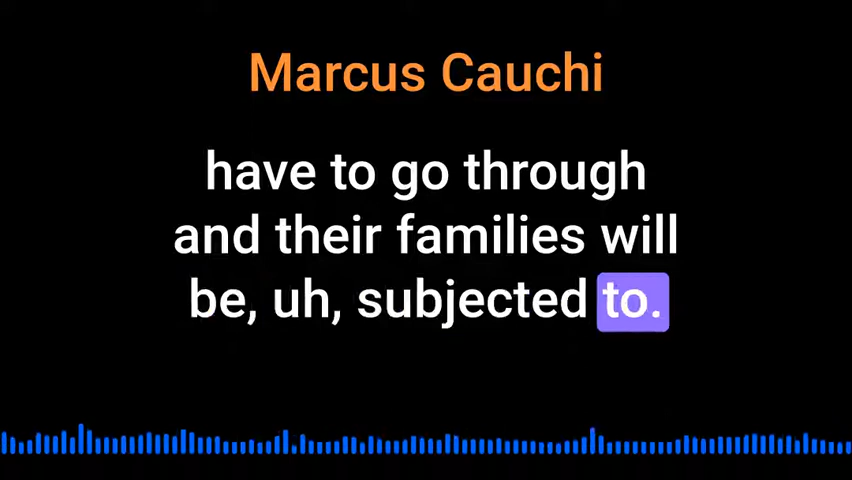 Marcus Cauchi
have to go through
and their families will
be, uh, subjected to.